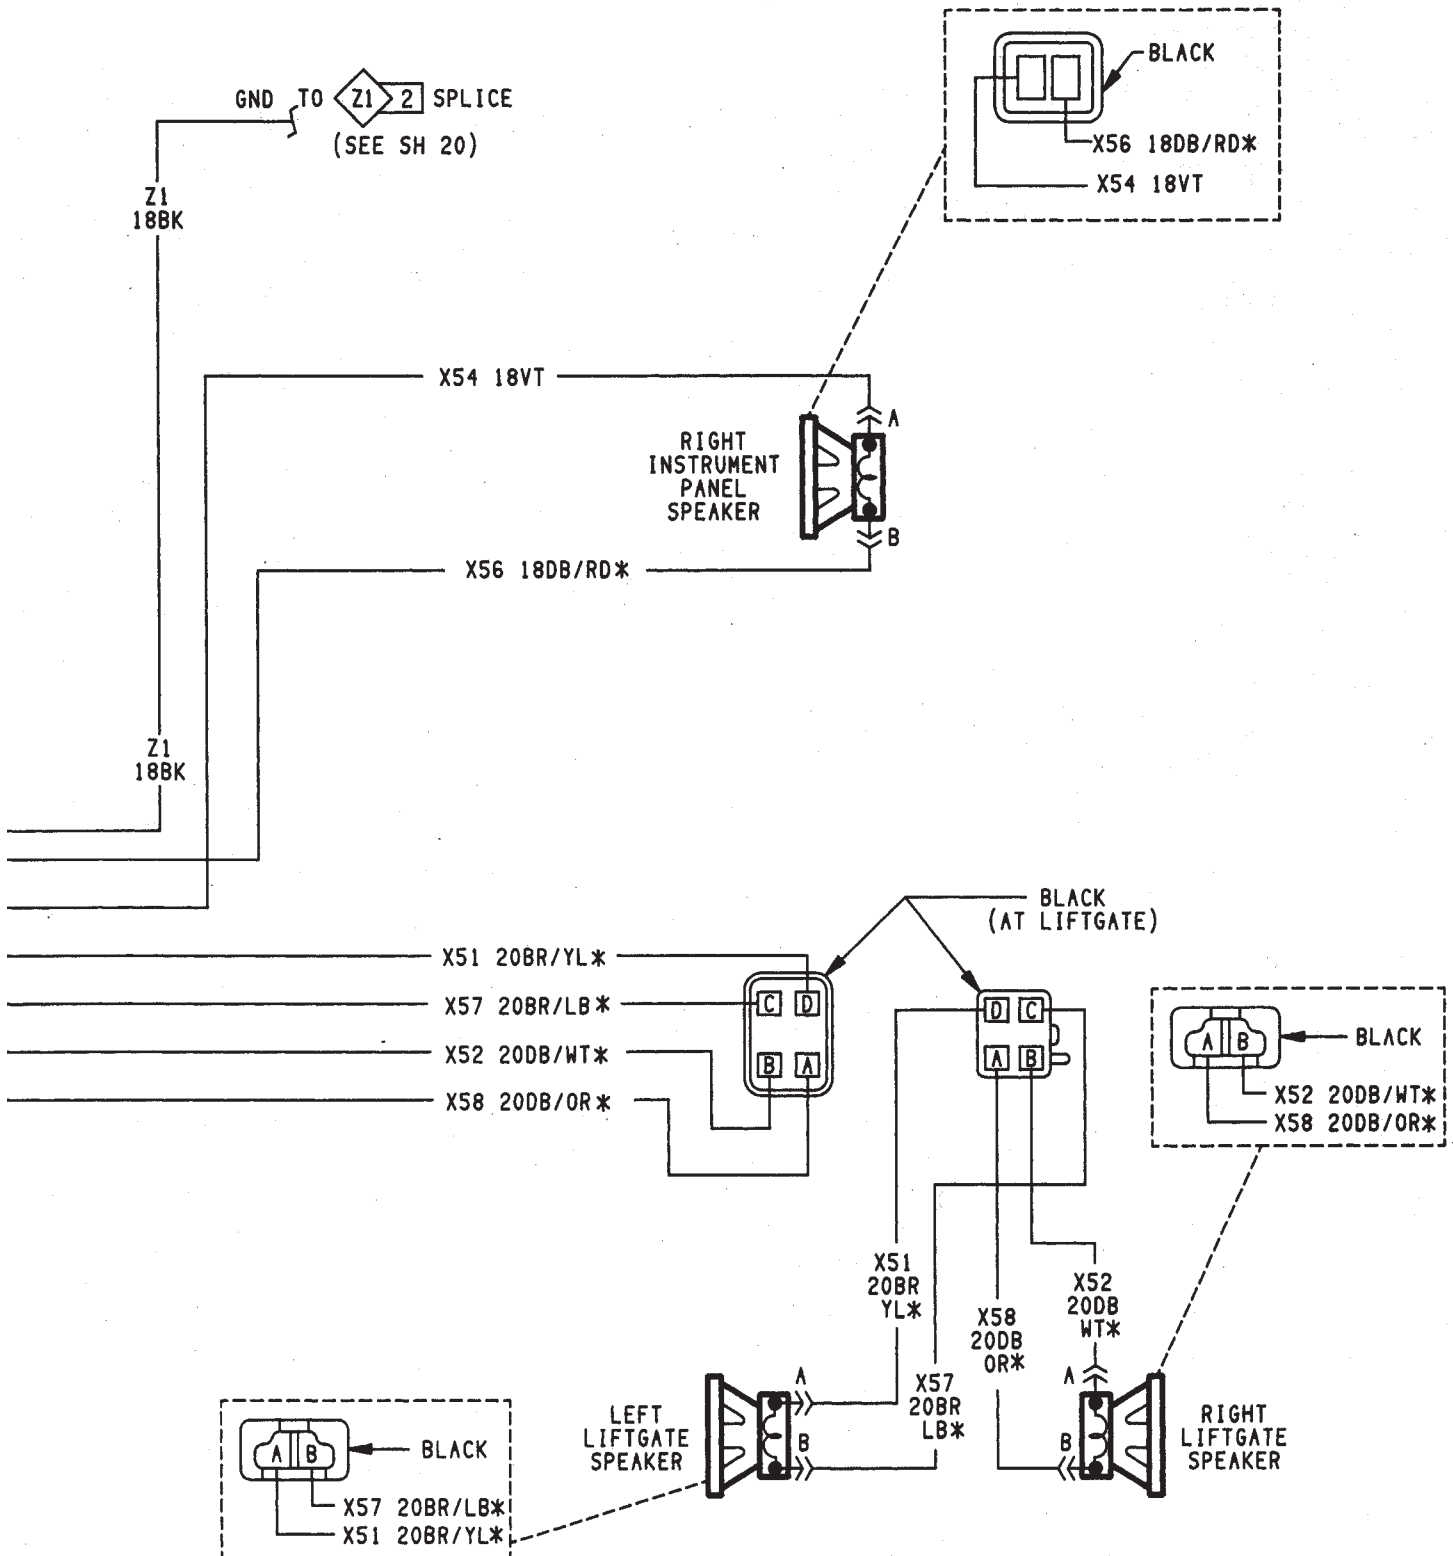 BLACK
X56 18DB/RD*
X54 18VT
GND TO Z1 2 SPLICE
(SEE SH 20)
Z1
18BK
X54 18VT
A
RIGHT
INSTRUMENT
PANEL
SPEAKER
B
X56 18DB/RD*
Z1
18BK
BLACK
(AT LIFTGATE)
X51 20BR/YL*
X57 20BR/LB*
X52 20DB/WT*
X58 20DB/OR*
C D
B A
D C
A B
A B
BLACK
X52 20DB/WT*
X58 20DB/OR*
X51
20BR
YL*
X58
20DB
OR*
X52
20DB
WT*
X57
20BR
LB*
A
B
LEFT
LIFTGATE
SPEAKER
A
B
RIGHT
LIFTGATE
SPEAKER
A B
BLACK
X57 20BR/LB*
X51 20BR/YL*